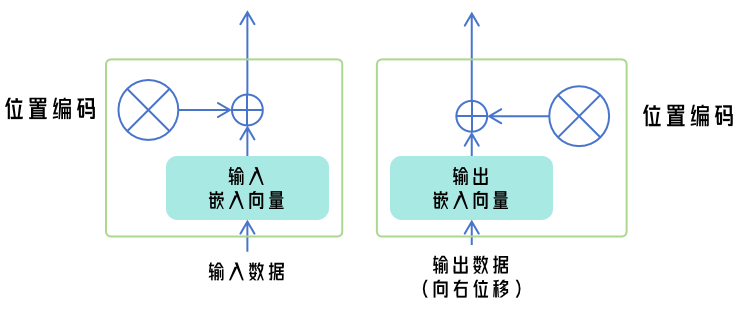 位置编码
输入
嵌入向量
输入数据
输出
嵌入向量
位置编码
输出数据
(向右位移)